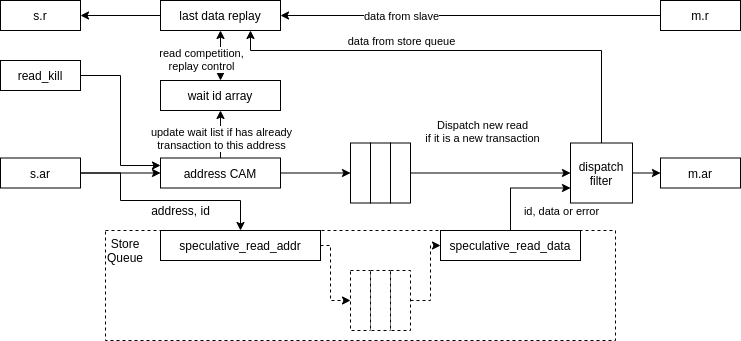 s.r
last data replay
data from slave
m.r
data from store queue
read competition,
replay control
read_kill
wait id array
update wait list if has already
transaction to this address
Dispatch new read
if it is a new transaction
s.ar
address CAM
dispatch
filter
m.ar
address, id
id, data or error
Store
Queue
speculative_read_addr
speculative_read_data